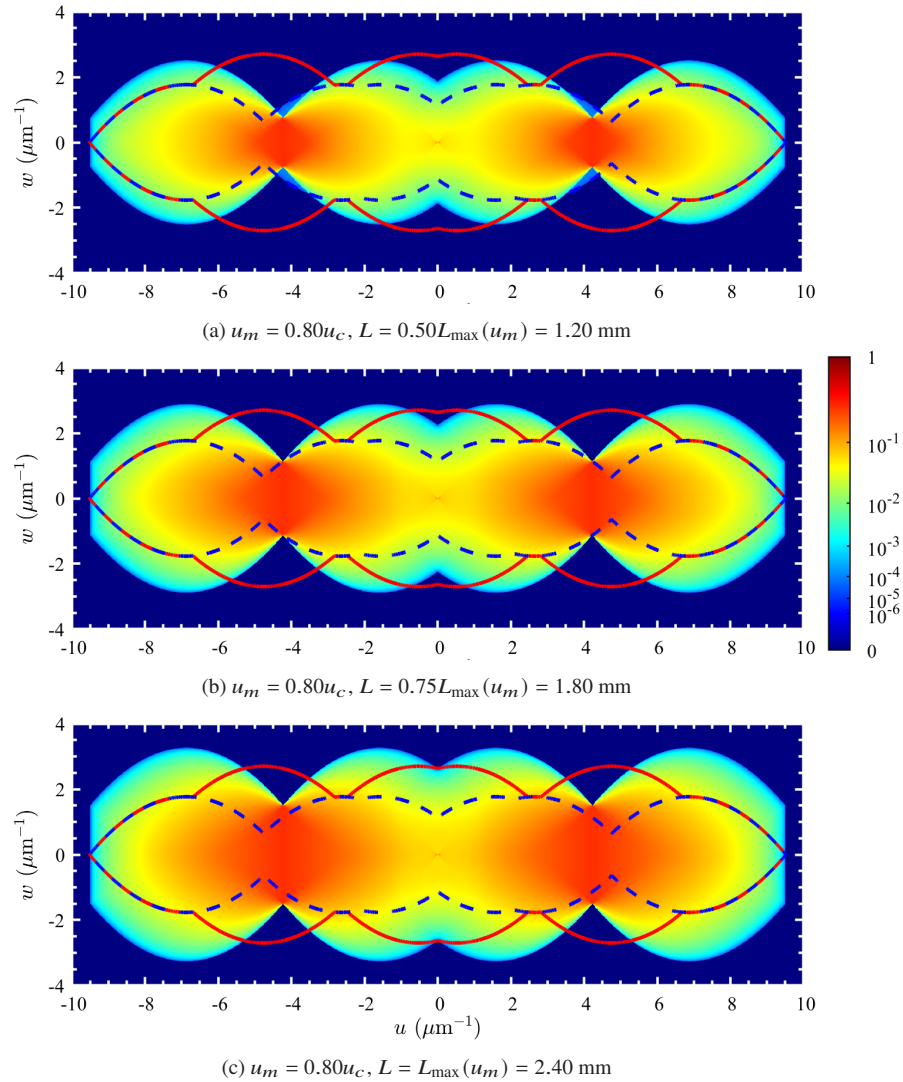 4
2
0
-2
-4
w (μm⁻¹)
-10 -8 -6 -4 -2 0 2 4 6 8 10
(a) u_m = 0.80u_c, L = 0.50L_max(u_m) = 1.20 mm
4
2
0
-2
-4
w (μm⁻¹)
-10 -8 -6 -4 -2 0 2 4 6 8 10
1
10⁻¹
10⁻²
10⁻³
10⁻⁴
10⁻⁵
10⁻⁶
0
(b) u_m = 0.80u_c, L = 0.75L_max(u_m) = 1.80 mm
4
2
0
-2
-4
w (μm⁻¹)
-10 -8 -6 -4 -2 0 2 4 6 8 10
u (μm⁻¹)
(c) u_m = 0.80u_c, L = L_max(u_m) = 2.40 mm